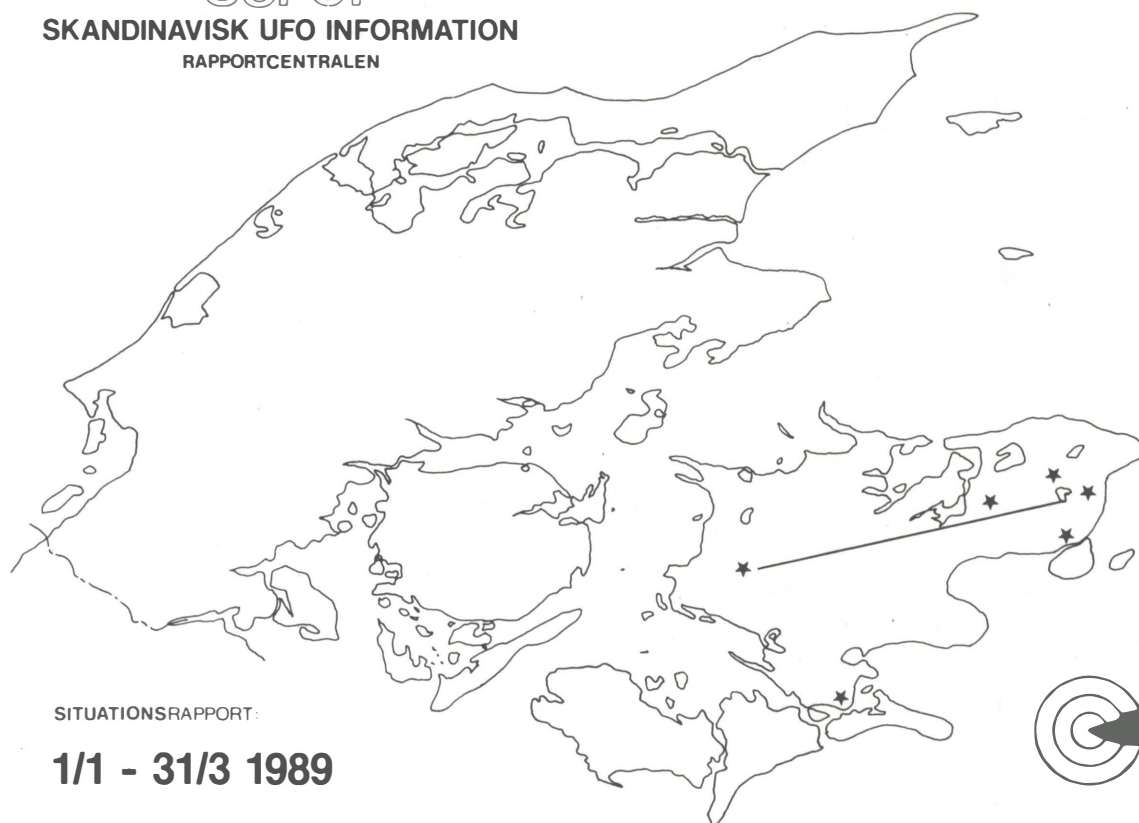 SKANDINAVISK UFO INFORMATION
RAPPORTCENTRALEN
SITUATIONSRAPPORT:
1/1 - 31/3 1989